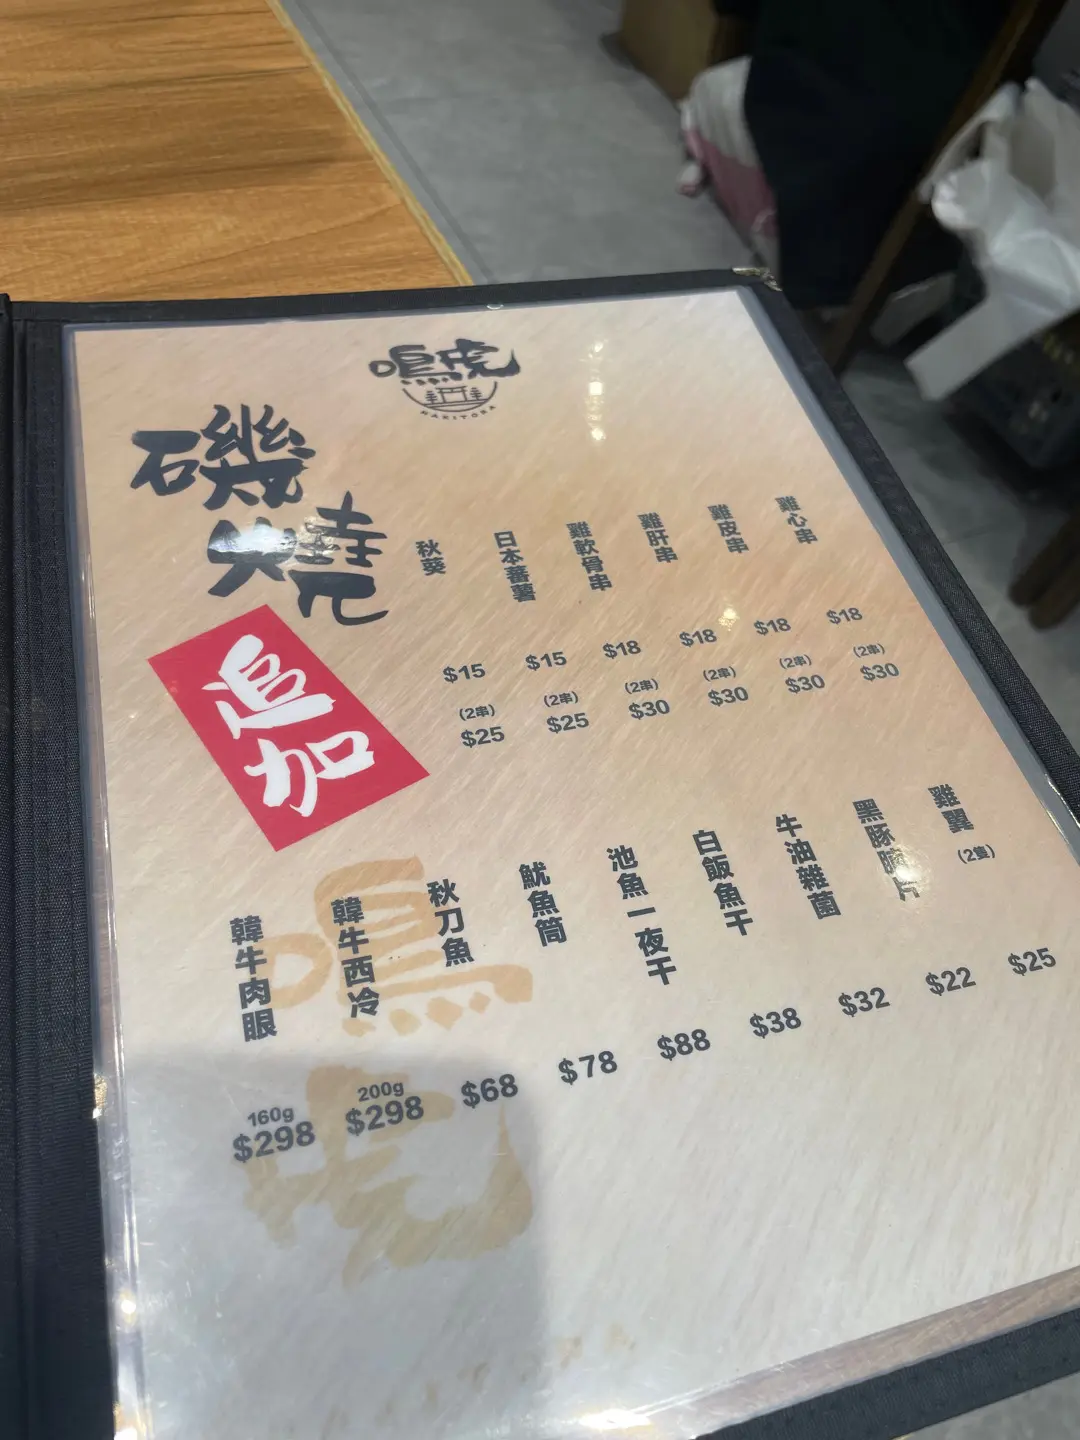 鳴虎
NAKITORA
磯燒
追加
雞心串
$18
(2串)
$30
雞皮串
$18
(2串)
$30
雞肝串
$18
(2串)
$30
雞軟骨串
$18
(2串)
$30
日本蕃薯
$15
(2串)
$25
秋葵
$15
(2串)
$25
雞翼
(2隻)
$25
黑豚腩片
$22
牛油雜菌
$32
白飯魚干
$38
池魚一夜干
$88
魷魚筒
$78
秋刀魚
$68
韓牛西冷
200g
$298
韓牛肉眼
160g
$298
鳴虎